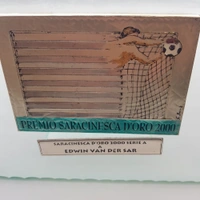 PREMIO SARACINESCA D'ORO 2000
SARACINESCA D'ORO 2000 SERIE A
A
EDWIN VAN DER SAR